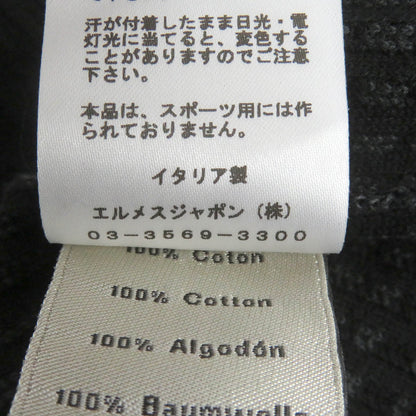 汗が付着したまま日光・電
灯光に当てると、変色する
ことがありますのでご注意
下さい。
本品は、スポーツ用には作
られておりません。
イタリア製
エルメスジャポン(株)
03-3569-3300
100% Coton
100% Cotton
100% Algodón
100% Baumwolle